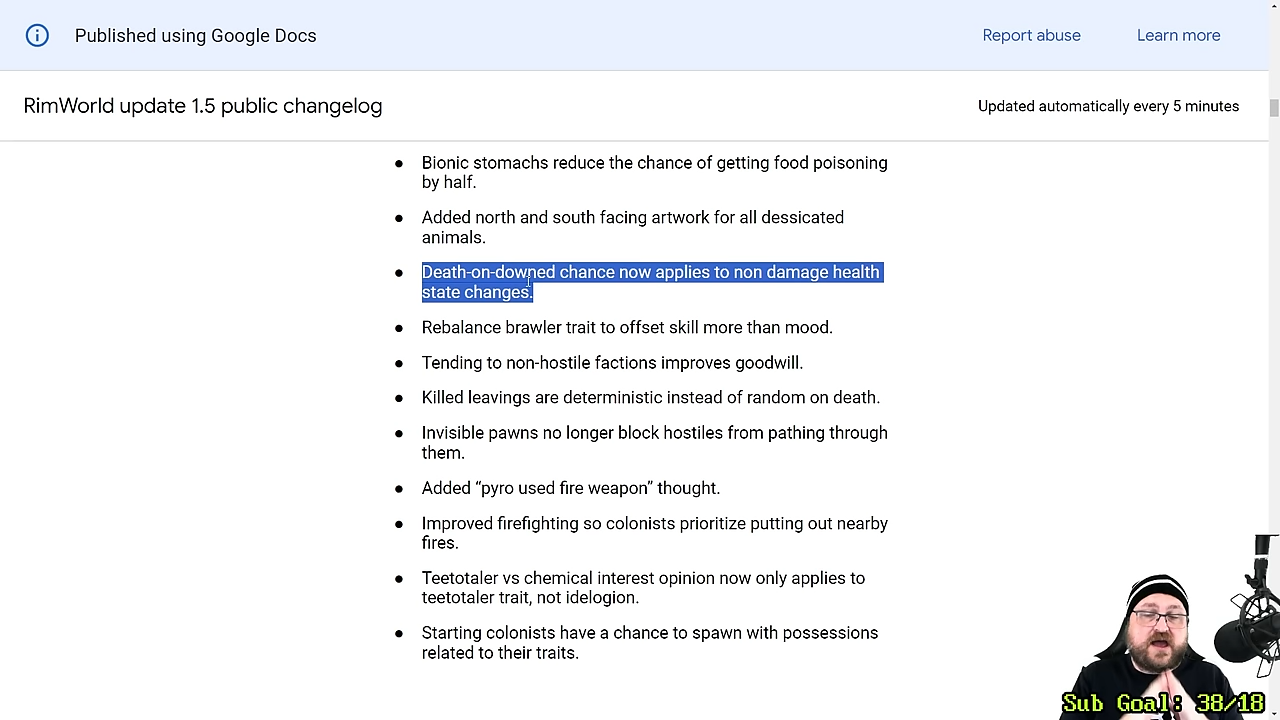 Published using Google Docs
Report abuse
Learn more
RimWorld update 1.5 public changelog
Updated automatically every 5 minutes
● Bionic stomachs reduce the chance of getting food poisoning
by half.
● Added north and south facing artwork for all dessicated
animals.
● Death-on-downed chance now applies to non damage health
state changes.
● Rebalance brawler trait to offset skill more than mood.
● Tending to non-hostile factions improves goodwill.
● Killed leavings are deterministic instead of random on death.
● Invisible pawns no longer block hostiles from pathing through
them.
● Added “pyro used fire weapon” thought.
● Improved firefighting so colonists prioritize putting out nearby
fires.
● Teetotaler vs chemical interest opinion now only applies to
teetotaler trait, not idelogion.
● Starting colonists have a chance to spawn with possessions
related to their traits.
Sub Goal: 38/18